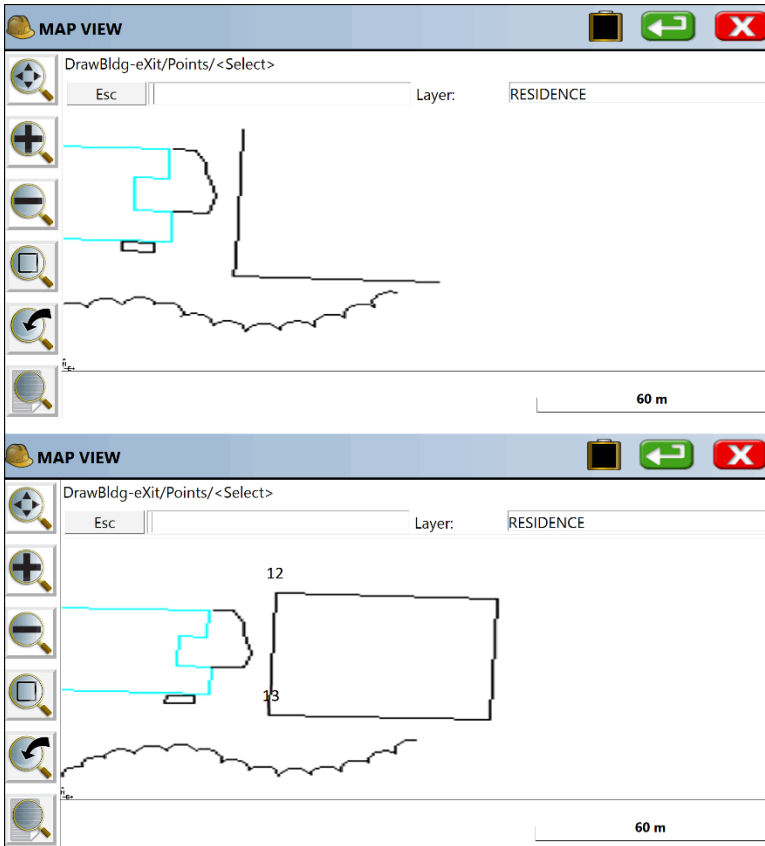 MAP VIEW
DrawBldg-eXit/Points/<Select>
Esc Layer: RESIDENCE
60 m
MAP VIEW
DrawBldg-eXit/Points/<Select>
Esc Layer: RESIDENCE
12
13
60 m